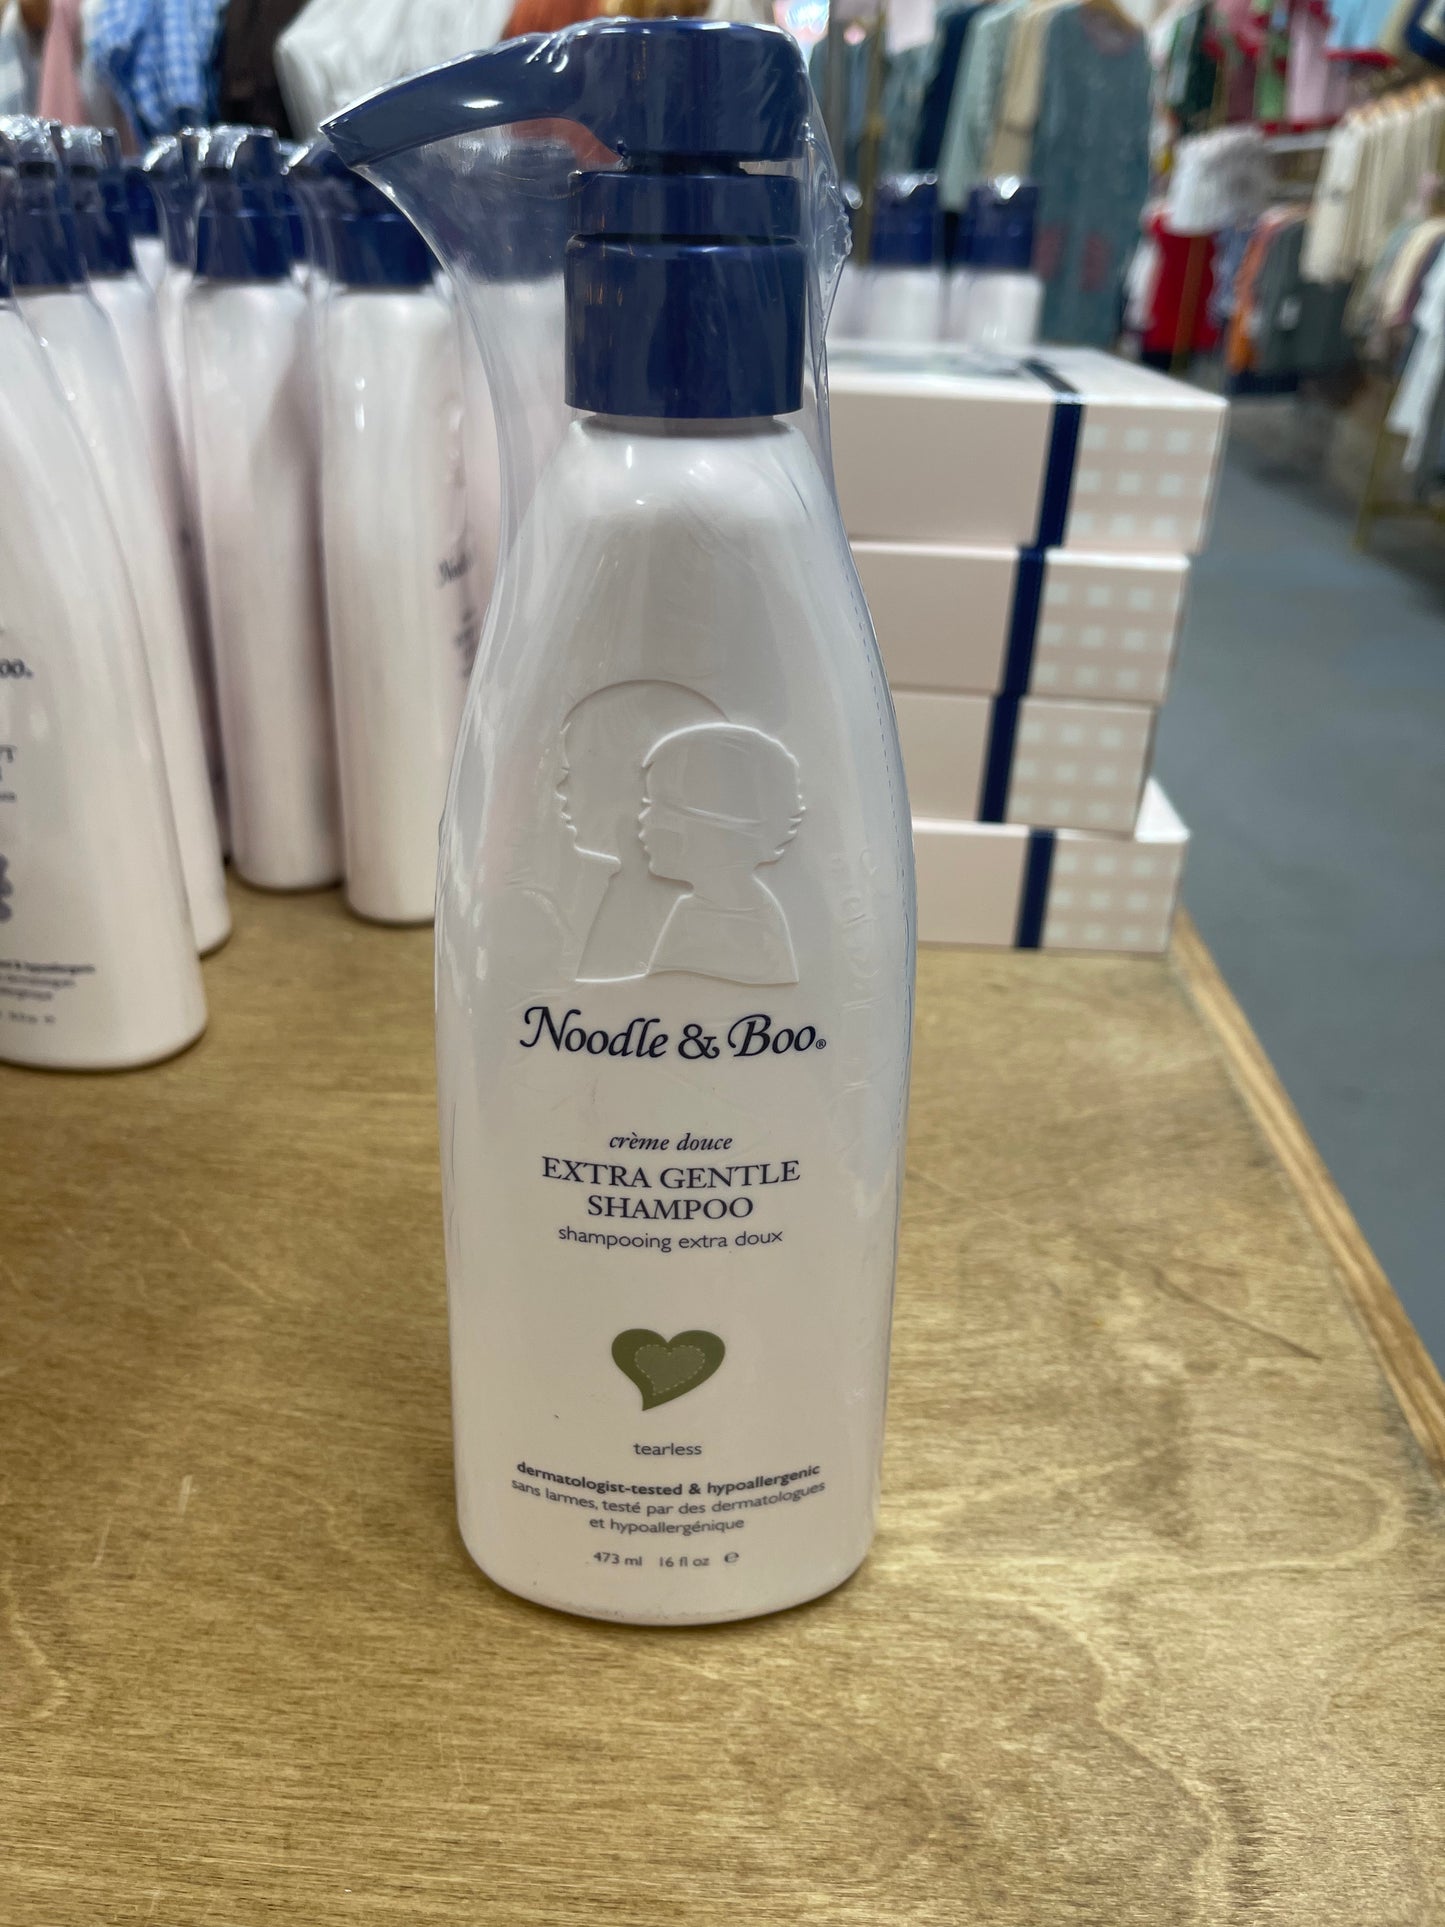 Noodle & Boo®
crème douce
EXTRA GENTLE
SHAMPOO
shampooing extra doux
tearless
dermatologist-tested & hypoallergenic
sans larmes, testé par des dermatologues
et hypoallergénique
473 ml 16 fl oz ℮